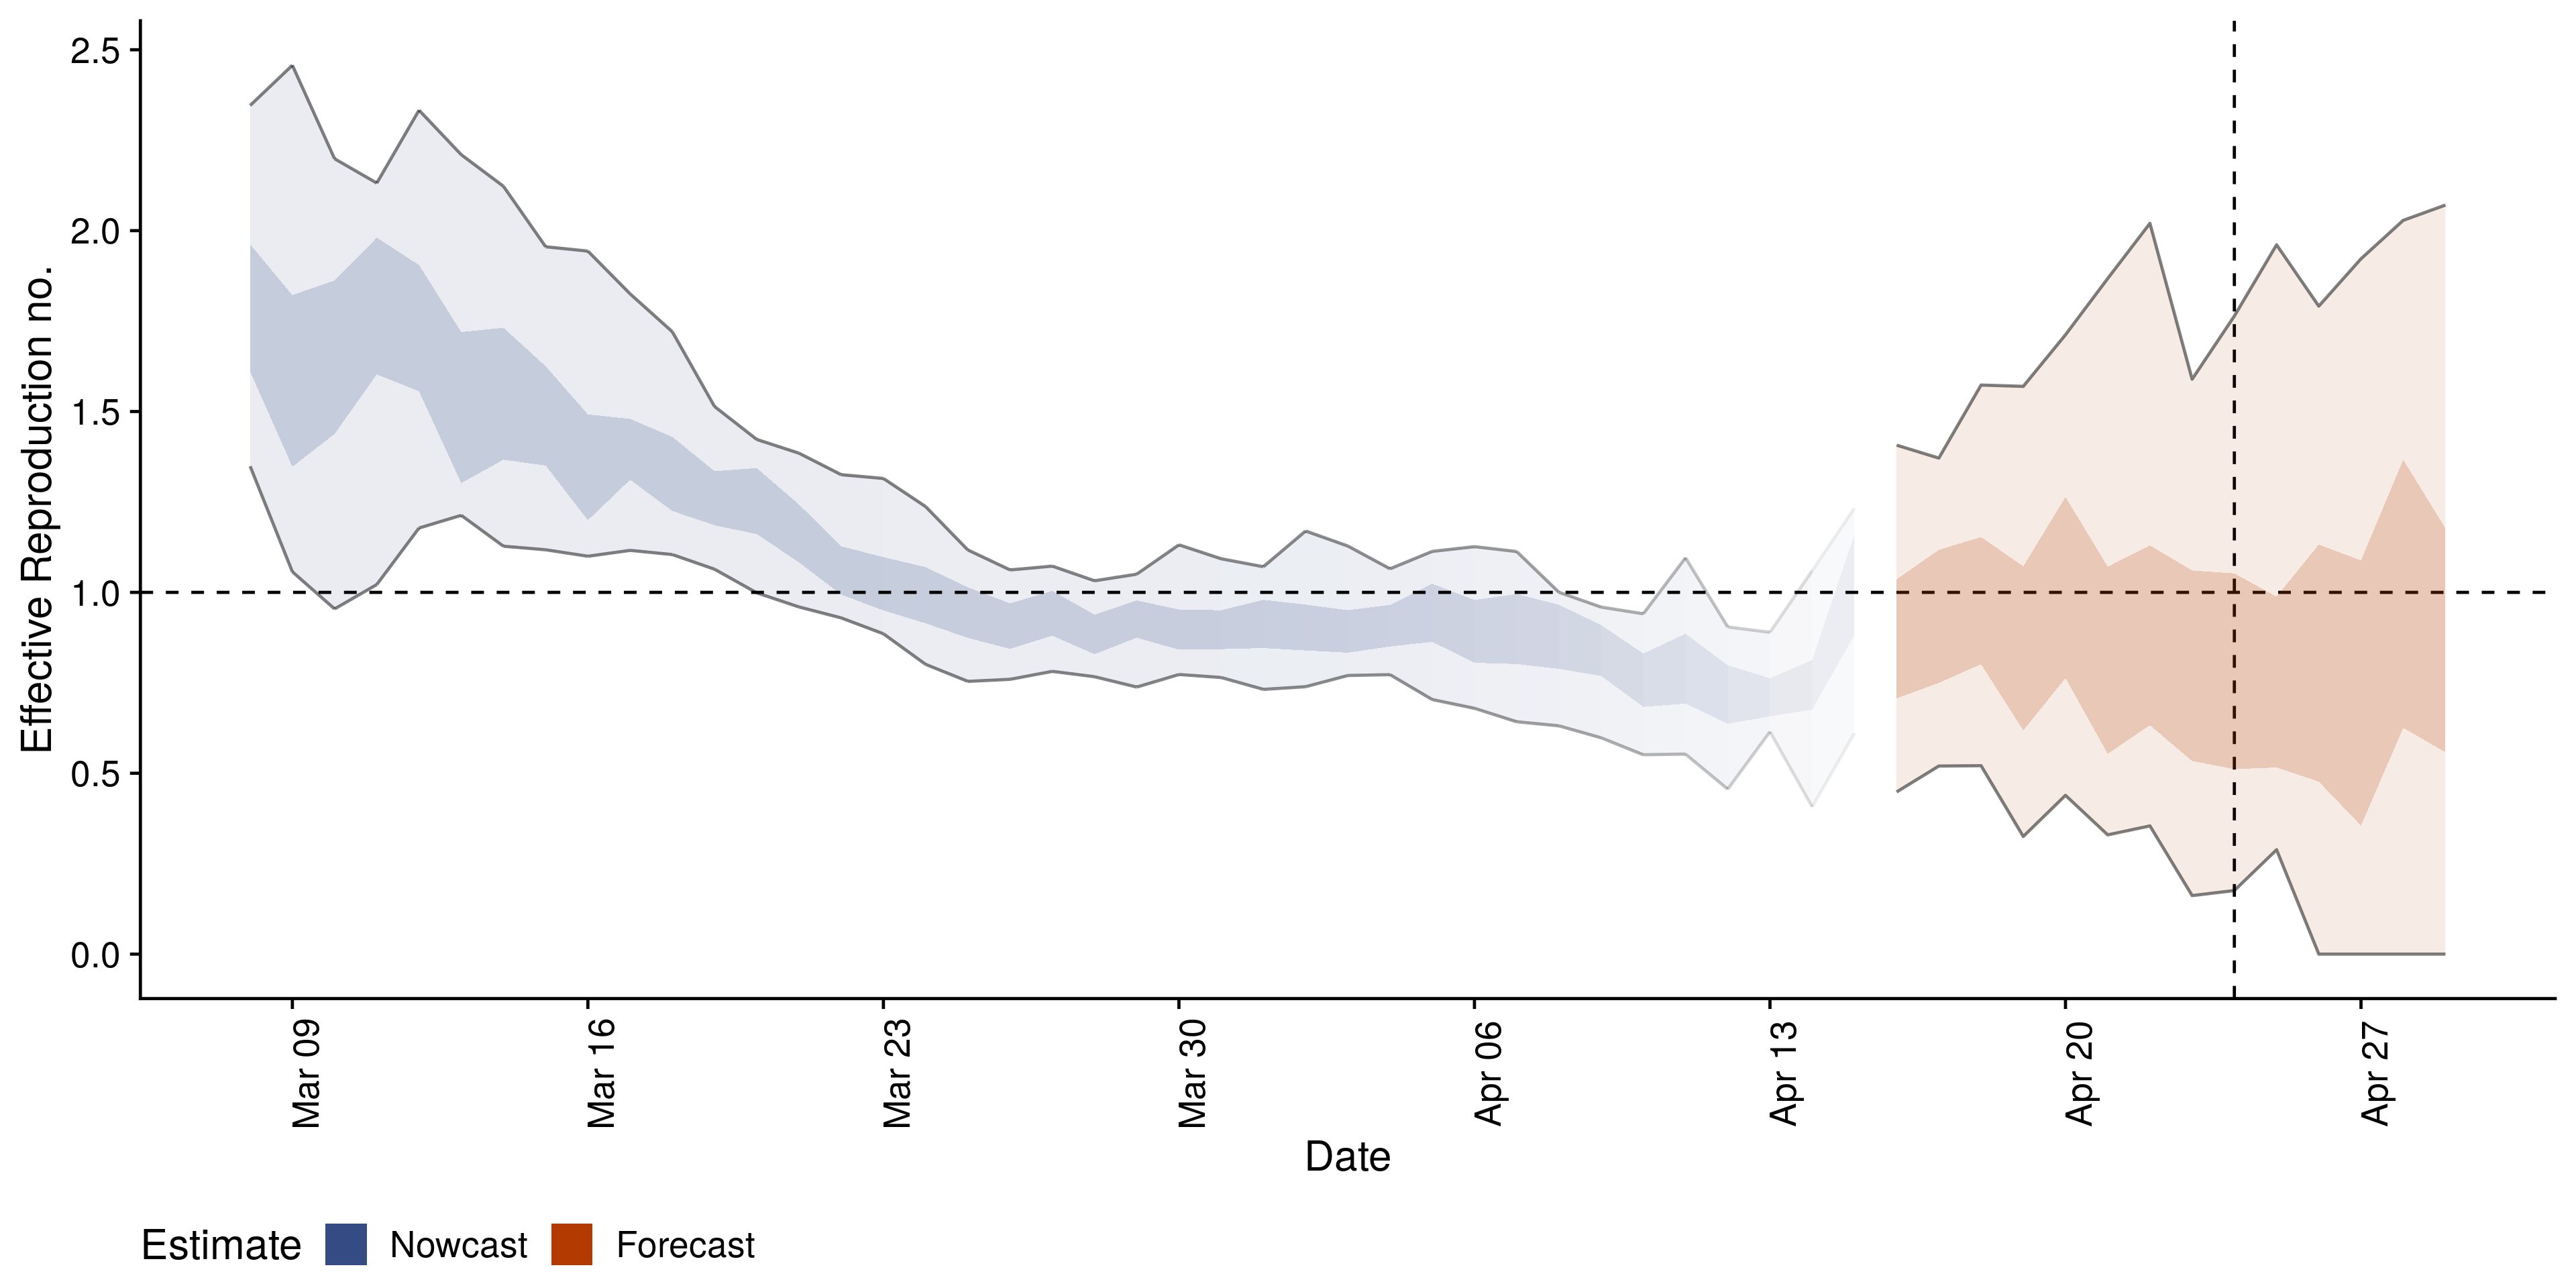 Effective Reproduction no.
2.5
2.0
1.5
1.0
0.5
0.0
Mar 09
Mar 16
Mar 23
Mar 30
Apr 06
Apr 13
Apr 20
Apr 27
Date
Estimate Nowcast Forecast